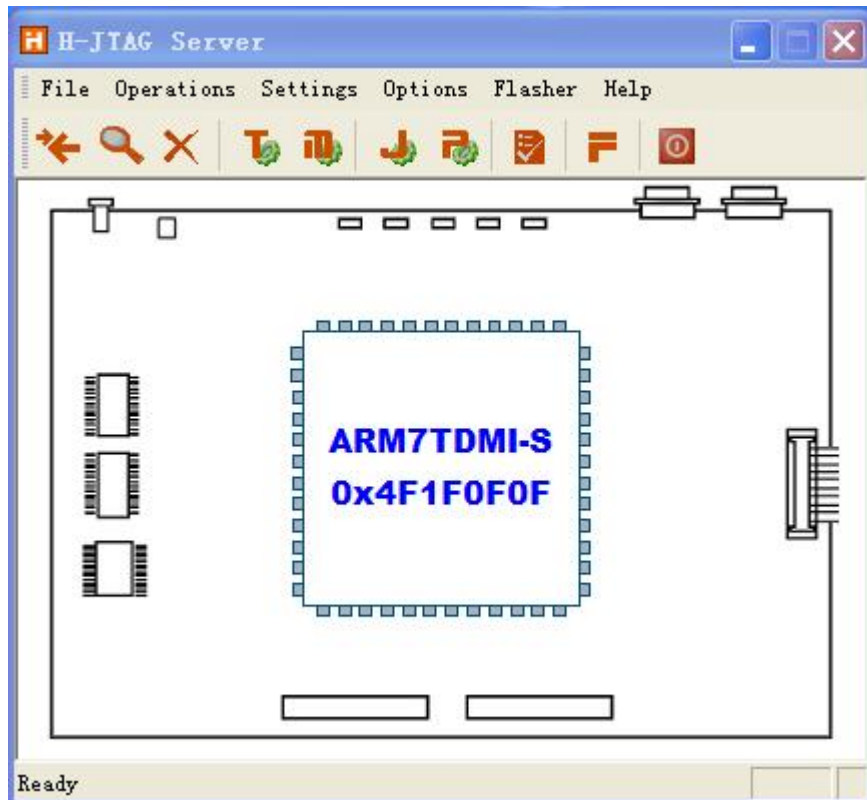 H-JTAG Server
File Operations Settings Options Flasher Help
ARM7TDMI-S
0x4F1F0F0F
Ready